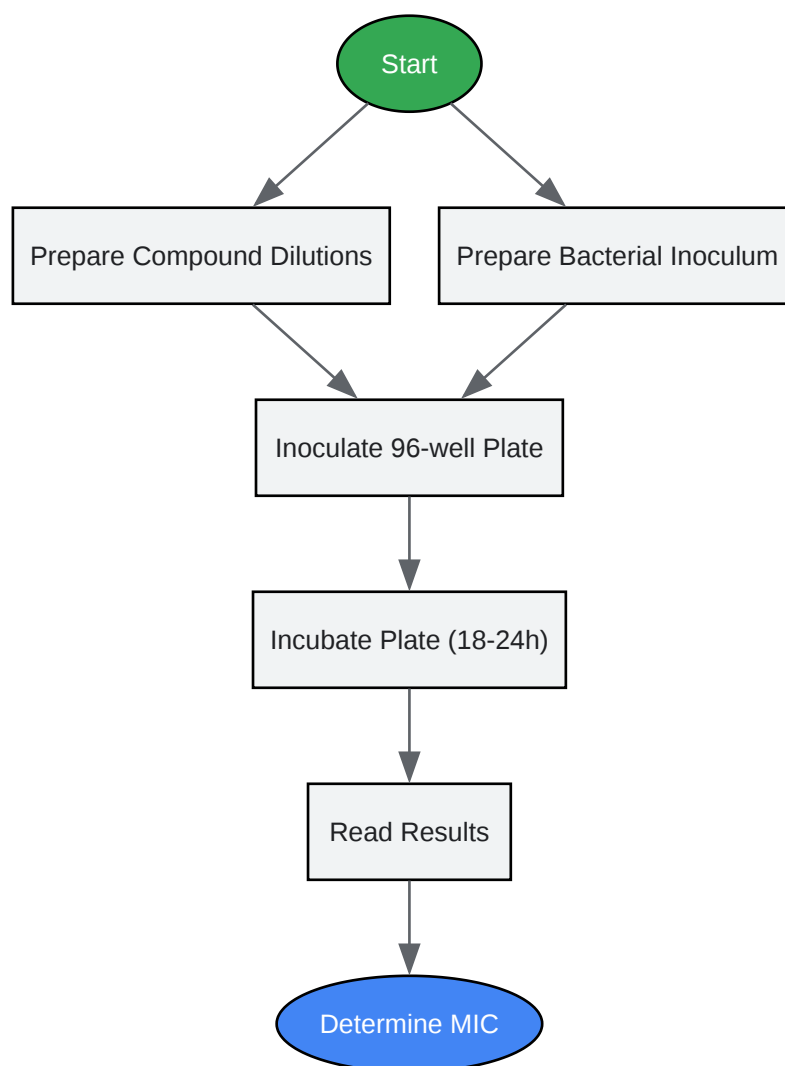 Start
Prepare Compound Dilutions
Prepare Bacterial Inoculum
Inoculate 96-well Plate
Incubate Plate (18-24h)
Read Results
Determine MIC